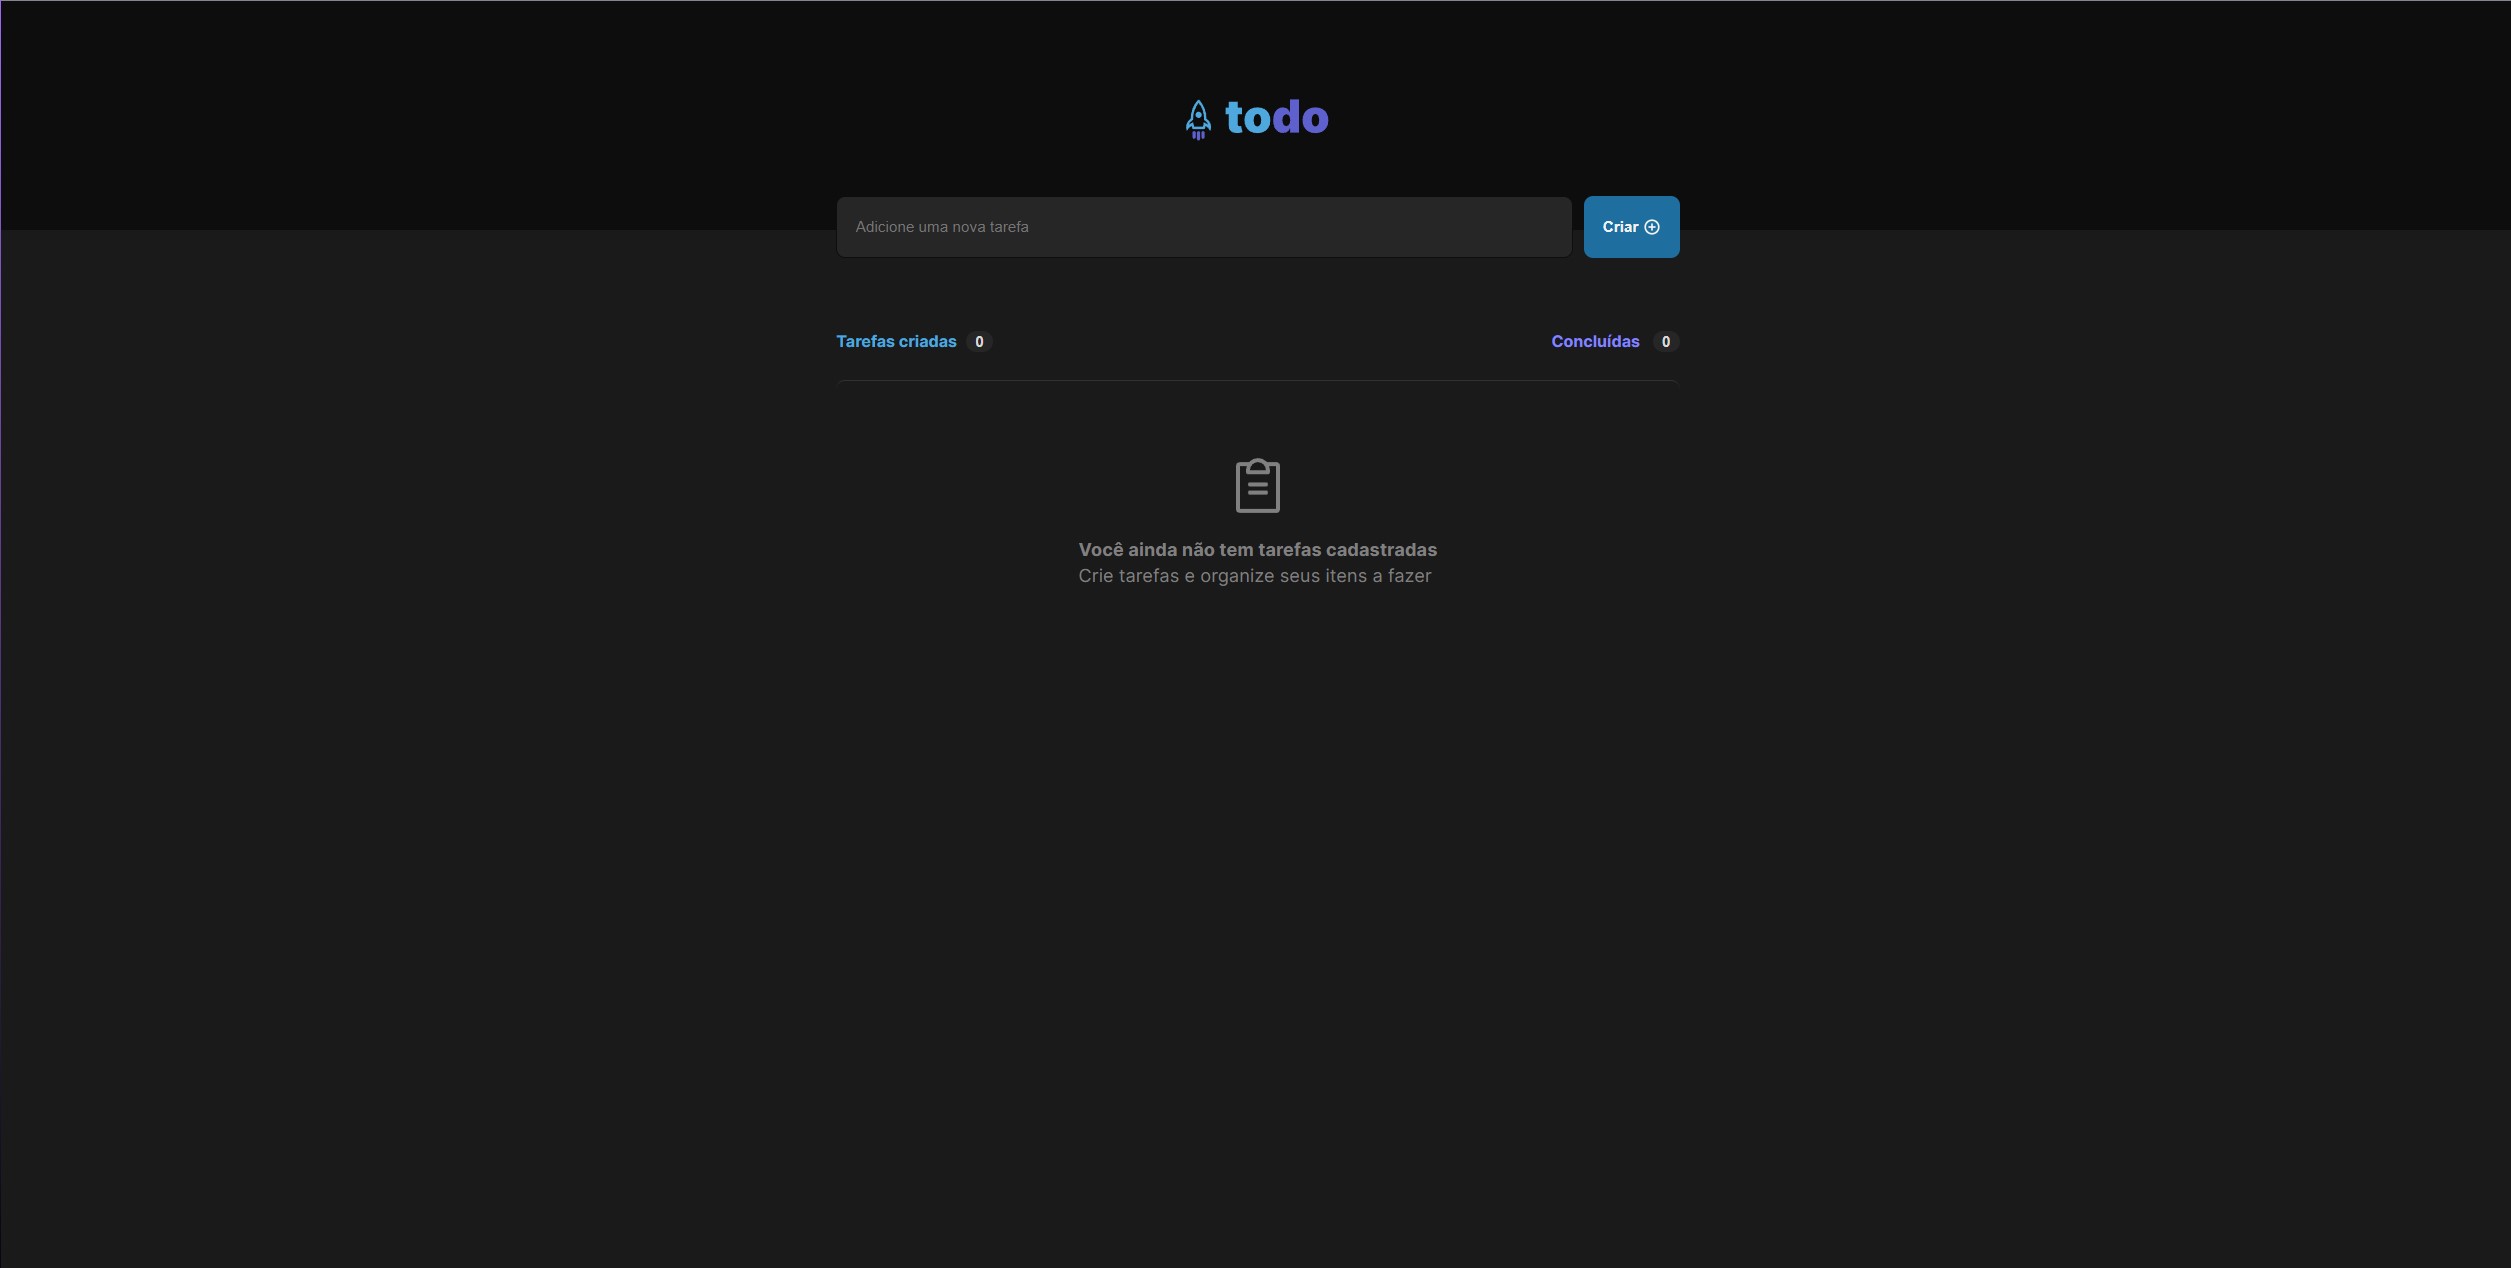 todo
Adicione uma nova tarefa
Criar
Tarefas criadas 0
Concluídas 0
Você ainda não tem tarefas cadastradas
Crie tarefas e organize seus itens a fazer